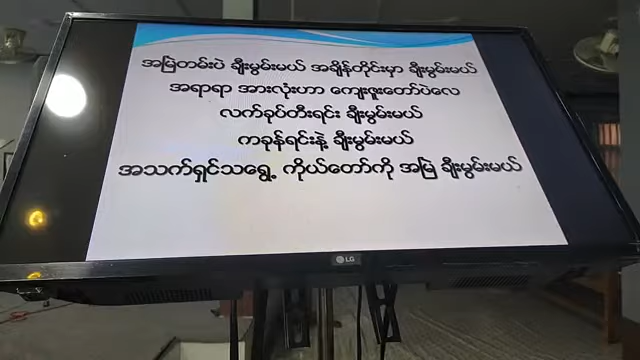 အမြဲတမ်းပဲ ချီးမွမ်းမယ် အချိန်တိုင်းမှာ ချီးမွမ်းမယ်
အရာရာ အားလုံးဟာ ကျေးဇူးတော်ပဲလေ
လက်ခုပ်တီးရင်း ချီးမွမ်းမယ်
ကခုန်ရင်းနဲ့ ချီးမွမ်းမယ်
အသက်ရှင်သရွေ့ ကိုယ်တော်ကို အမြဲ ချီးမွမ်းမယ်
LG